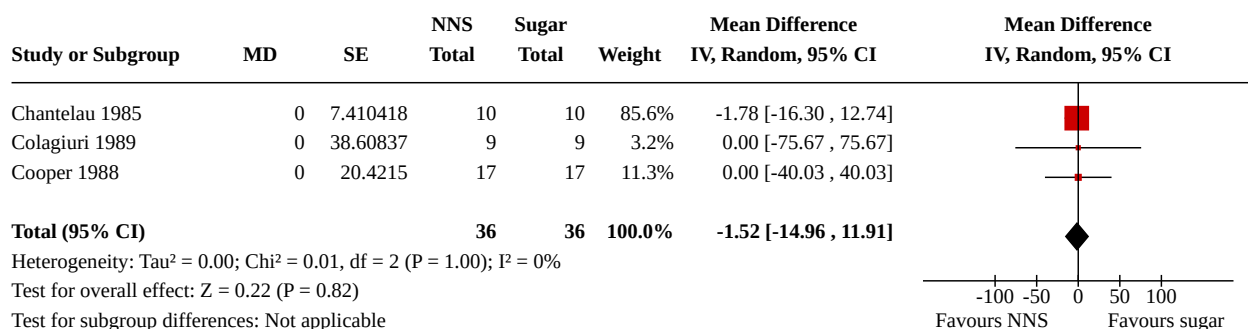 NNS Sugar Mean Difference Mean Difference
Study or Subgroup MD SE Total Total Weight IV, Random, 95% CI IV, Random, 95% CI
Chantelau 1985 0 7.410418 10 10 85.6% -1.78 [-16.30 , 12.74]
Colagiuri 1989 0 38.60837 9 9 3.2% 0.00 [-75.67 , 75.67]
Cooper 1988 0 20.4215 17 17 11.3% 0.00 [-40.03 , 40.03]
Total (95% CI) 36 36 100.0% -1.52 [-14.96 , 11.91]
Heterogeneity: Tau² = 0.00; Chi² = 0.01, df = 2 (P = 1.00); I² = 0%
Test for overall effect: Z = 0.22 (P = 0.82) -100 -50 0 50 100
Test for subgroup differences: Not applicable Favours NNS Favours sugar